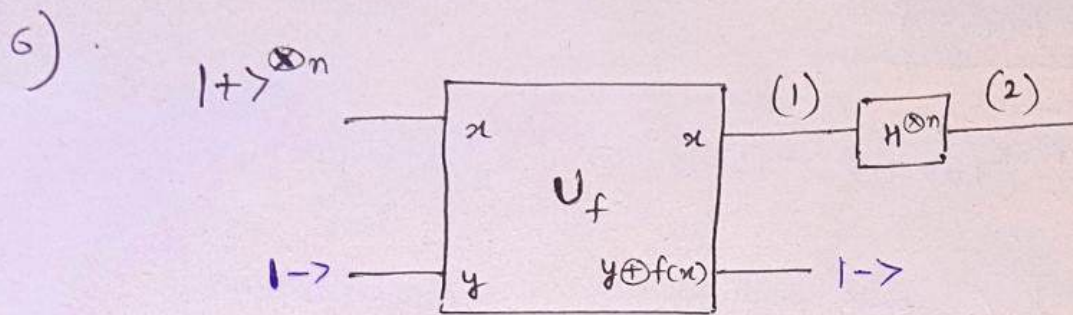 6) .
|+>^⊗n
(1) (2)
x x H^⊗n
U_f
|-> y y⊕f(x) |->